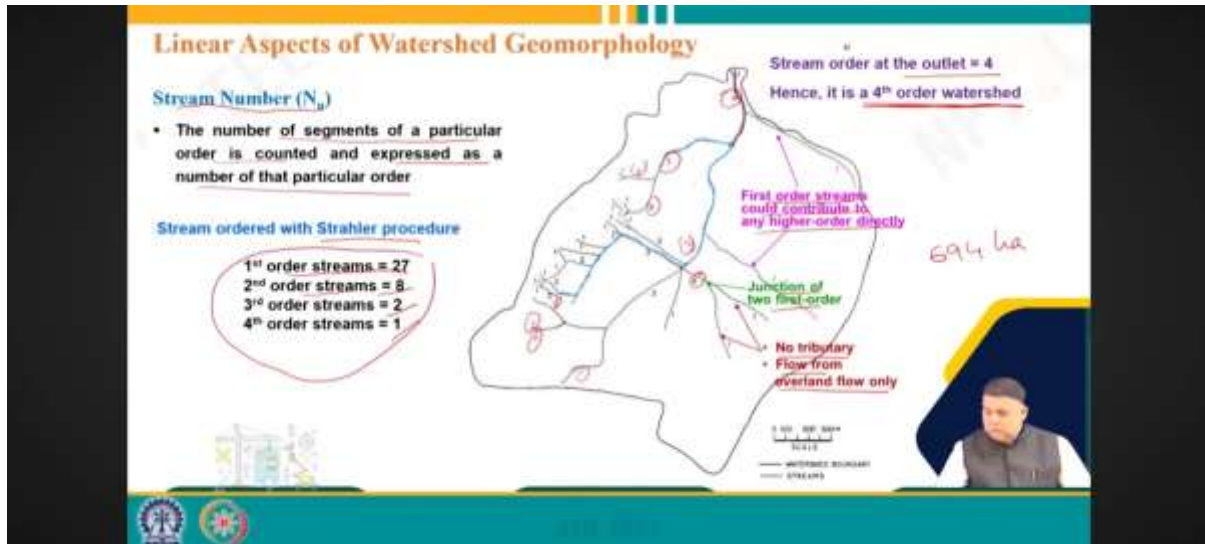 Linear Aspects of Watershed Geomorphology
Stream Number (Nu)
• The number of segments of a particular
order is counted and expressed as a
number of that particular order
Stream ordered with Strahler procedure
1st order streams = 27
2nd order streams = 8
3rd order streams = 2
4th order streams = 1
Stream order at the outlet = 4
Hence, it is a 4th order watershed
First order streams
could contribute to
any higher-order directly
694 ha
Junction of
two first-order
• No tributary
• Flow from
overland flow only
SCALE
WATERSHED BOUNDARY
STREAMS